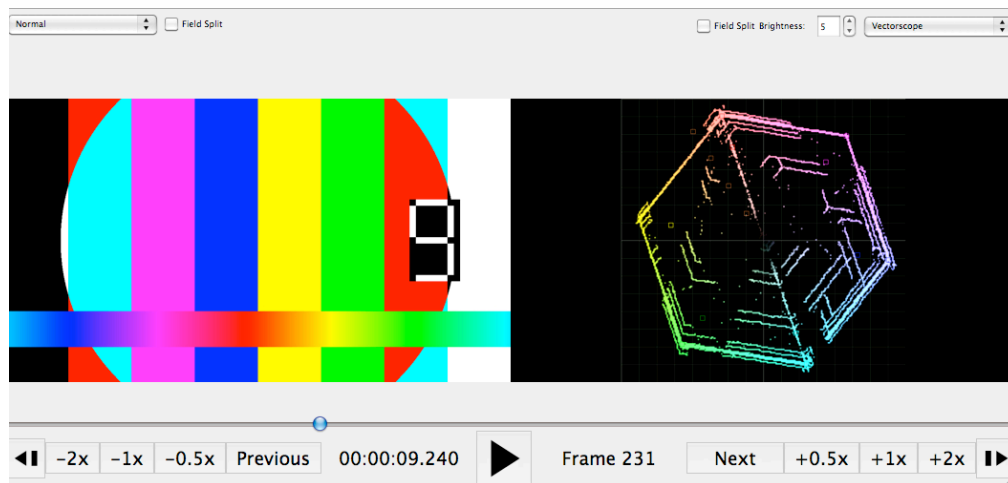 Normal Field Split Field Split Brightness: 5 Vectorscope
9
-2x -1x -0.5x Previous 00:00:09.240 Frame 231 Next +0.5x +1x +2x